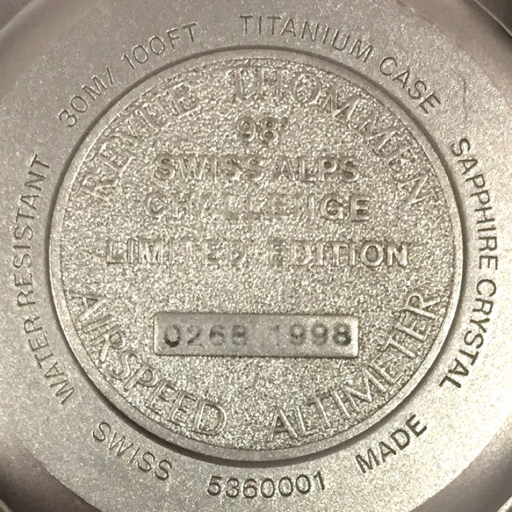 WATER RESISTANT 30M/100FT TITANIUM CASE SAPPHIRE CRYSTAL
SWISS 5360001 MADE
REVUE THOMMEN
98'
SWISS ALPS
CHALLENGE
LIMITED EDITION
0268 1998
AIRSPEED ALTIMETER